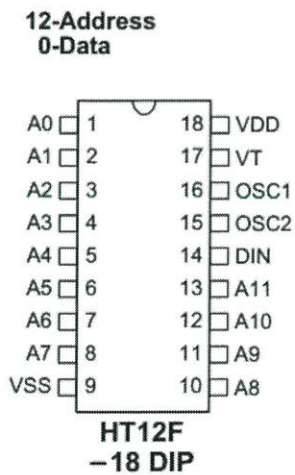 12-Address
0-Data
A0 1 18 VDD
A1 2 17 VT
A2 3 16 OSC1
A3 4 15 OSC2
A4 5 14 DIN
A5 6 13 A11
A6 7 12 A10
A7 8 11 A9
VSS 9 10 A8
HT12F
–18 DIP